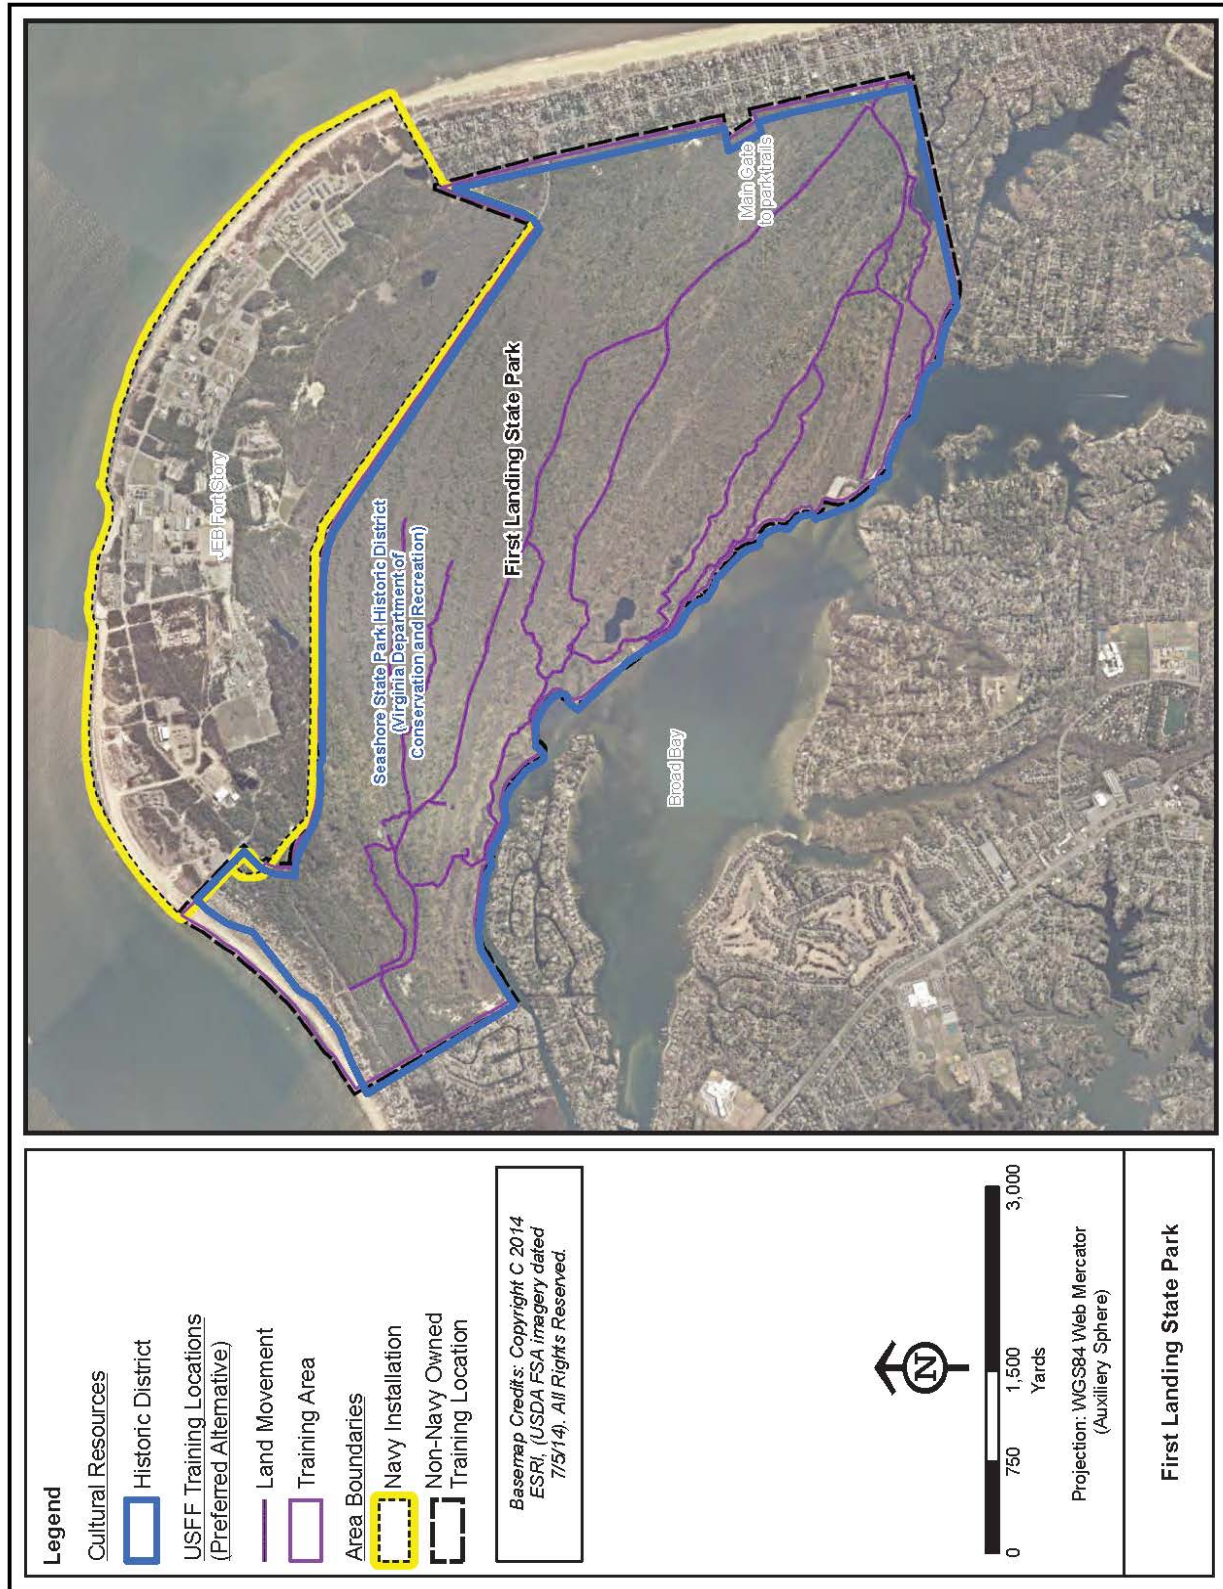 Legend
Cultural Resources
Historic District
USFF Training Locations
(Preferred Alternative)
Land Movement
Training Area
Area Boundaries
Navy Installation
Non-Navy Owned
Training Location
Basemap Credits: Copyright C 2014
ESRI, (USDA FSA imagery dated
7/5/14). All Rights Reserved.
N
0 750 1,500 3,000
Yards
Projection: WGS84 Web Mercator
(Auxiliary Sphere)
First Landing State Park
JEB Fort Story
Seashore State Park Historic District
(Virginia Department of
Conservation and Recreation)
First Landing State Park
Main Gate
to park trails
Broad Bay